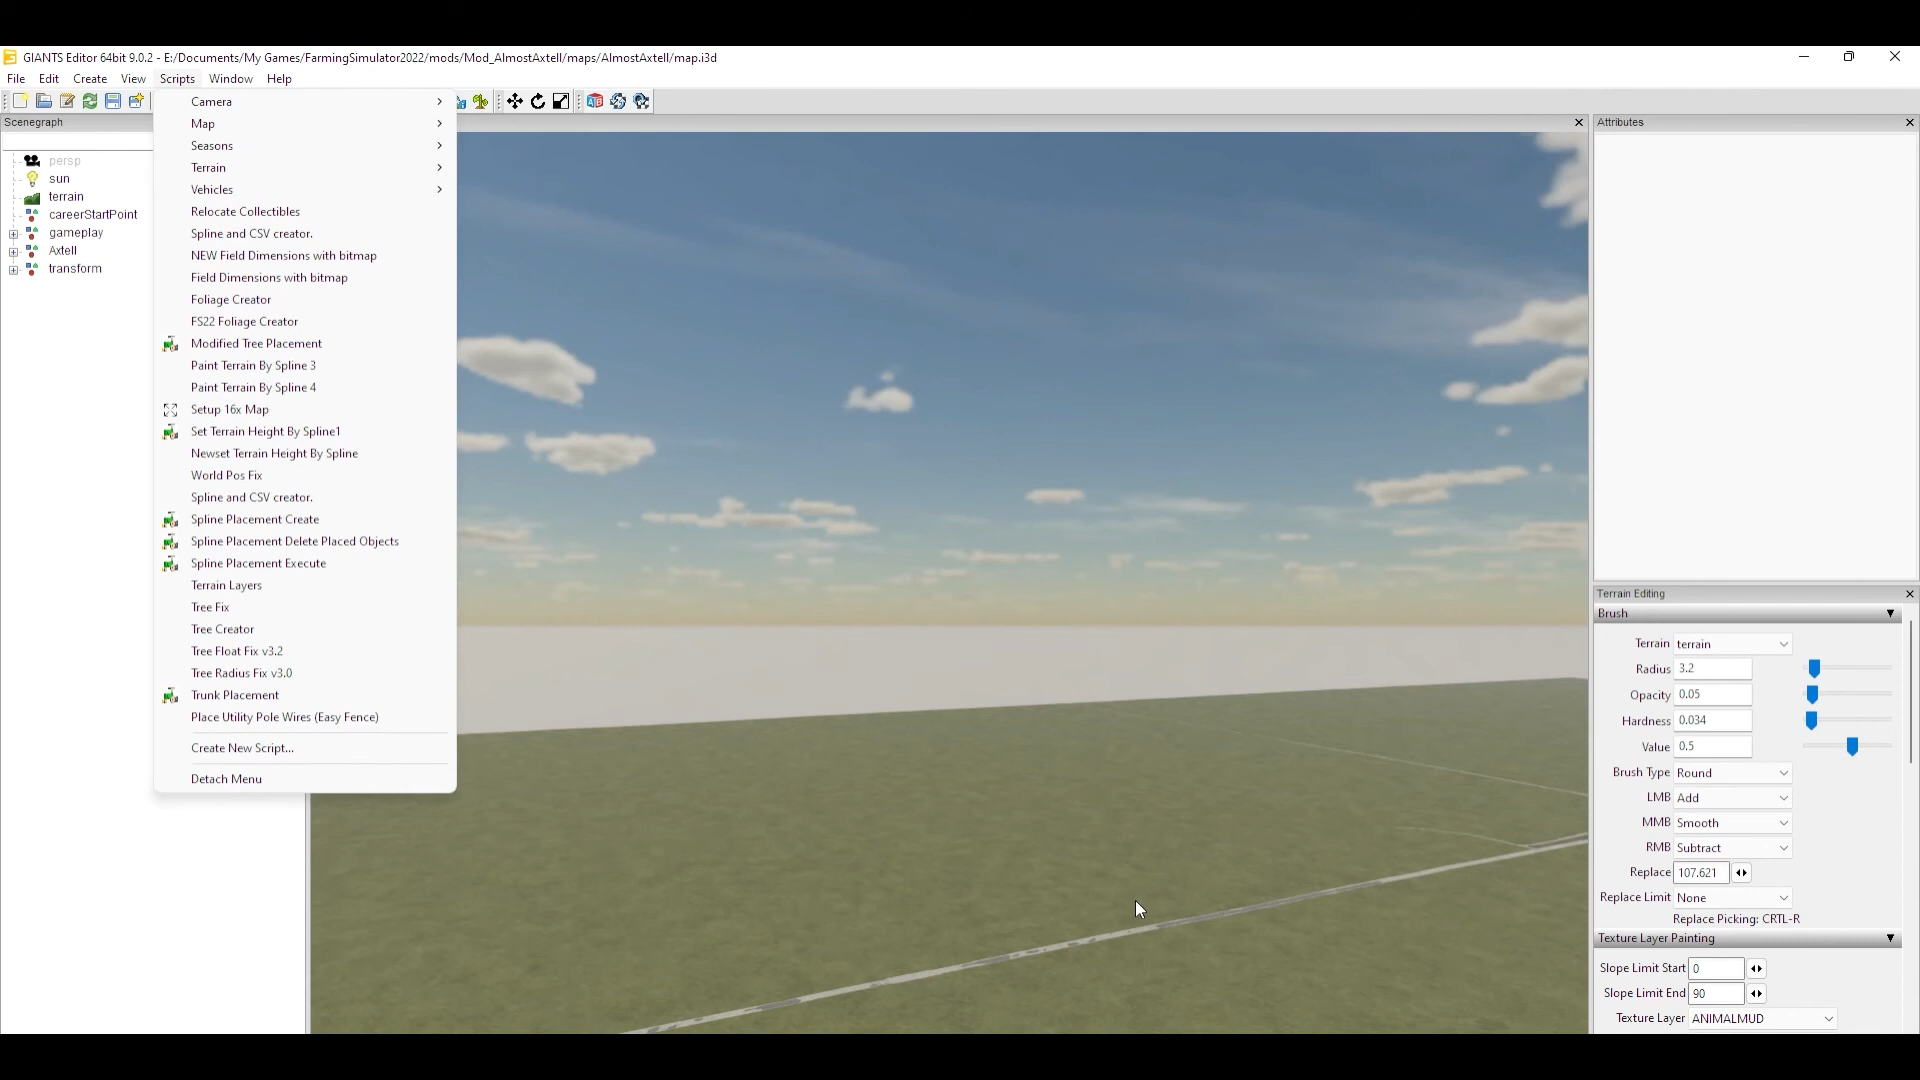 GIANTS Editor 64bit 9.0.2 - E:/Documents/My Games/FarmingSimulator2022/mods/Mod_AlmostAxtell/maps/AlmostAxtell/map.i3d
File Edit Create View Scripts Window Help
Scenegraph
persp
sun
terrain
careerStartPoint
gameplay
Axtell
transform
Camera
Map
Seasons
Terrain
Vehicles
Relocate Collectibles
Spline and CSV creator.
NEW Field Dimensions with bitmap
Field Dimensions with bitmap
Foliage Creator
FS22 Foliage Creator
Modified Tree Placement
Paint Terrain By Spline 3
Paint Terrain By Spline 4
Setup 16x Map
Set Terrain Height By Spline1
Newset Terrain Height By Spline
World Pos Fix
Spline and CSV creator.
Spline Placement Create
Spline Placement Delete Placed Objects
Spline Placement Execute
Terrain Layers
Tree Fix
Tree Creator
Tree Float Fix v3.2
Tree Radius Fix v3.0
Trunk Placement
Place Utility Pole Wires (Easy Fence)
Create New Script...
Detach Menu
Attributes
Terrain Editing
Brush
Terrain terrain
Radius 3.2
Opacity 0.05
Hardness 0.034
Value 0.5
Brush Type Round
LMB Add
MMB Smooth
RMB Subtract
Replace 107.621
Replace Limit None
Replace Picking: CRTL-R
Texture Layer Painting
Slope Limit Start 0
Slope Limit End 90
Texture Layer ANIMALMUD